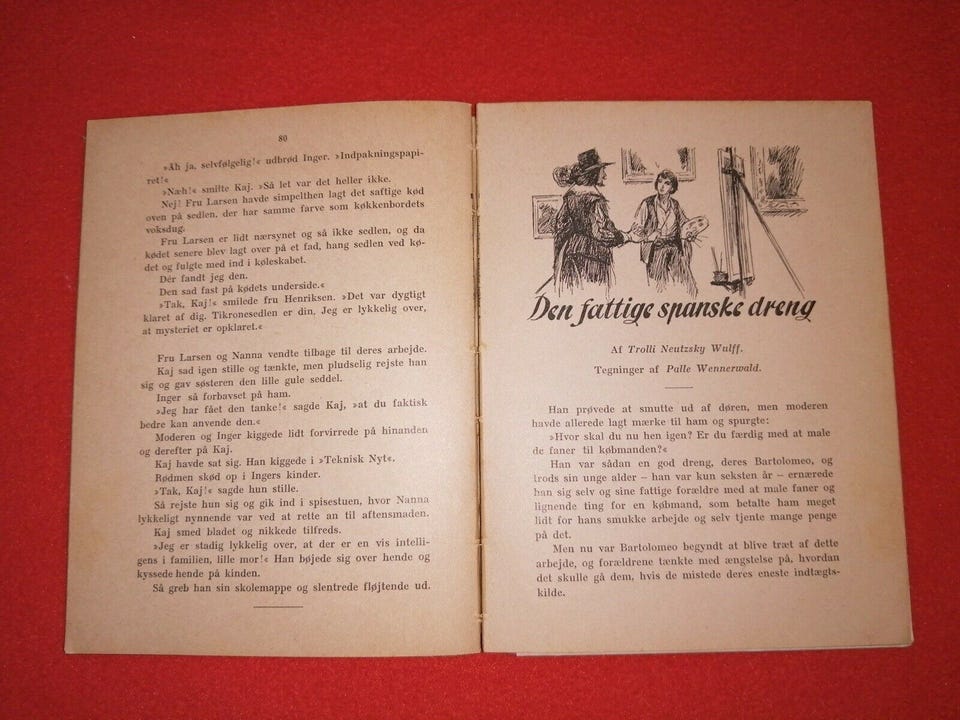 80
»Åh ja, selvfølgelig!« udbrød Inger. »Indpakningspapi-
ret!«
»Næh!« smilte Kaj. »Så let var det heller ikke.
Nej! Fru Larsen havde simpelthen lagt det saftige kød
oven på sedlen, der har samme farve som køkkenbordets
voksdug.
Fru Larsen er lidt nærsynet og så ikke sedlen, og da
kødet senere blev lagt over på et fad, hang sedlen ved kø-
det og fulgte med ind i køleskabet.
Dér fandt jeg den.
Den sad fast på kødets underside.«
»Tak, Kaj!« smilede fru Henriksen. »Det var dygtigt
klaret af dig. Tikronesedlen er din. Jeg er lykkelig over,
at mysteriet er opklaret.«
Fru Larsen og Nanna vendte tilbage til deres arbejde.
Kaj sad igen stille og tænkte, men pludselig rejste han
sig og gav søsteren den lille gule seddel.
Inger så forbavset på ham.
»Jeg har fået den tanke!« sagde Kaj, »at du faktisk
bedre kan anvende den.«
Moderen og Inger kiggede lidt forvirrede på hinanden
og derefter på Kaj.
Kaj havde sat sig. Han kiggede i »Teknisk Nyt«.
Rødmen skød op i Ingers kinder.
»Tak, Kaj!« sagde hun stille.
Så rejste hun sig og gik ind i spisestuen, hvor Nanna
lykkeligt nynnende var ved at rette an til aftensmaden.
Kaj smed bladet og nikkede tilfreds.
»Jeg er stadig lykkelig over, at der er en vis intelli-
gens i familien, lille mor!« Han bøjede sig over hende og
kyssede hende på kinden.
Så greb han sin skolemappe og slentrede fløjtende ud.
Den fattige spanske dreng
Af Trolli Neutzsky Wulff.
Tegninger af Palle Wennerwald.
Han prøvede at smutte ud af døren, men moderen
havde allerede lagt mærke til ham og spurgte:
»Hvor skal du nu hen igen? Er du færdig med at male
de faner til købmanden?«
Han var sådan en god dreng, deres Bartolomeo, og
trods sin unge alder – han var kun seksten år – ernærede
han sig selv og sine fattige forældre med at male faner og
lignende ting for en købmand, som betalte ham meget
lidt for hans smukke arbejde og selv tjente mange penge
på det.
Men nu var Bartolomeo begyndt at blive træt af dette
arbejde, og forældrene tænkte med ængstelse på, hvordan
det skulle gå dem, hvis de mistede deres eneste indtægts-
kilde.